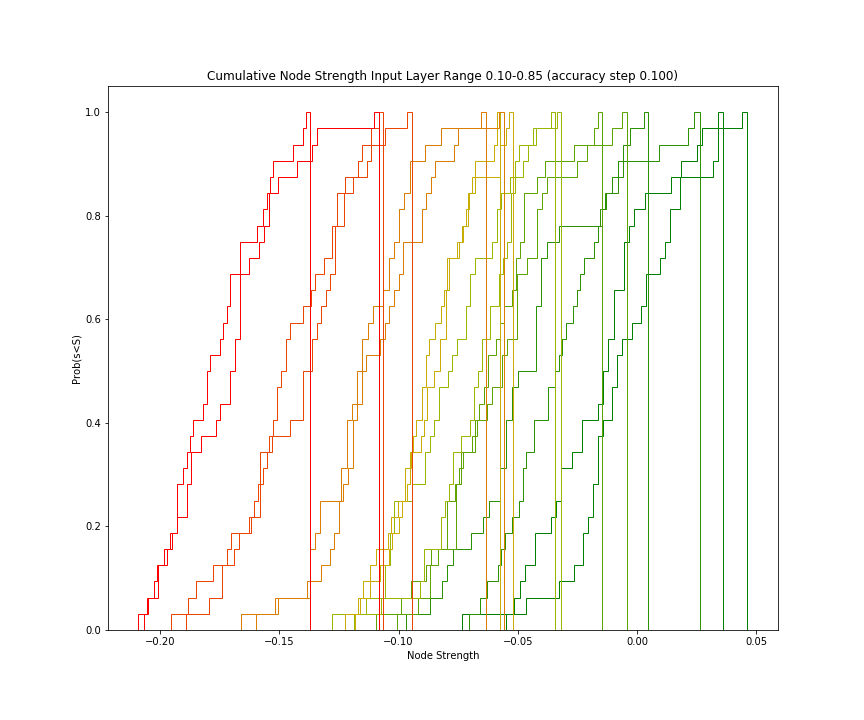 Cumulative Node Strength Input Layer Range 0.10-0.85 (accuracy step 0.100)
1.0
0.8
0.6
0.4
0.2
0.0
Prob(s<S)
−0.20 −0.15 −0.10 −0.05 0.00 0.05
Node Strength